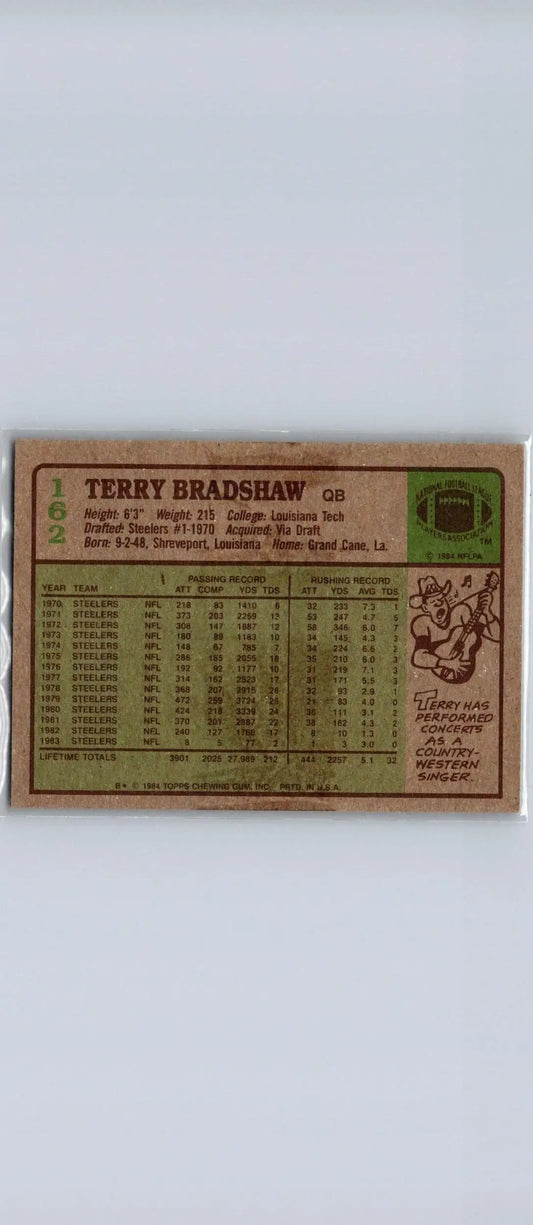 162
TERRY BRADSHAW QB
Height: 6'3" Weight: 215 College: Louisiana Tech
Drafted: Steelers #1-1970 Acquired: Via Draft
Born: 9-2-48, Shreveport, Louisiana Home: Grand Cane, La.
NATIONAL FOOTBALL LEAGUE
PLAYERS ASSOCIATION
TM
© 1984 NFLPA
PASSING RECORD RUSHING RECORD
YEAR TEAM ATT COMP YDS TDS ATT YDS AVG TDS
1970 STEELERS NFL 218 83 1410 6 32 233 7.3 1
1971 STEELERS NFL 373 203 2259 13 53 247 4.7 5
1972 STEELERS NFL 308 147 1887 12 58 346 6.0 7
1973 STEELERS NFL 180 89 1183 10 34 145 4.3 3
1974 STEELERS NFL 148 67 785 7 34 224 6.6 2
1975 STEELERS NFL 286 165 2055 18 35 210 6.0 3
1976 STEELERS NFL 192 92 1177 10 31 219 7.1 3
1977 STEELERS NFL 314 162 2523 17 31 171 5.5 3
1978 STEELERS NFL 368 207 2915 28 32 93 2.9 1
1979 STEELERS NFL 472 259 3724 26 21 83 4.0 0
1980 STEELERS NFL 424 218 3339 24 36 111 3.1 2
1981 STEELERS NFL 370 201 2887 22 38 162 4.3 2
1982 STEELERS NFL 240 127 1768 17 8 10 1.3 0
1983 STEELERS NFL 8 5 77 2 1 3 3.0 0
LIFETIME TOTALS 3901 2025 27,989 212 444 2257 5.1 32
TERRY HAS
PERFORMED
CONCERTS
AS A
COUNTRY-
WESTERN
SINGER.
B* © 1984 TOPPS CHEWING GUM, INC. PRTD. IN U.S.A.